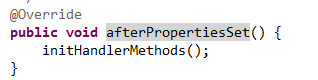 @Override
public void afterPropertiesSet() {
    initHandlerMethods();
}